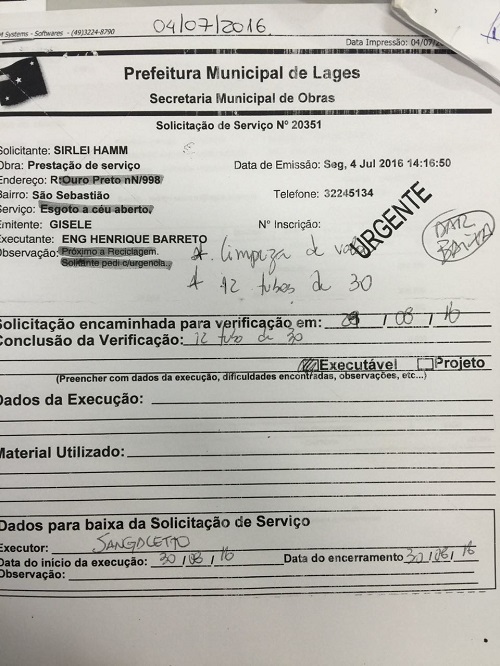 et Systems - Softwares - (49)3224-8790
04/07/2016
Data Impressão: 04/07/
Prefeitura Municipal de Lages
Secretaria Municipal de Obras
Solicitação de Serviço Nº 20351
Solicitante: SIRLEI HAMM
Obra: Prestação de serviço Data de Emissão: Seg, 4 Jul 2016 14:16:50
Endereço: R:Ouro Preto nN/998
Bairro: São Sebastião Telefone: 32245134
Serviço: Esgoto a céu aberto,
Emitente: GISELE Nº Inscrição:
URGENTE
DAR BAIXA
Executante: ENG HENRIQUE BARRETO
Observação: Próximo a Reciclagem.
Solitante pedi c/urgencia.
* limpeza de
* 12 tubos de 30
Solicitação encaminhada para verificação em: / 08 / 16
Conclusão da Verificação: 12 tubo de 30
Executável Projeto
(Preencher com dados da execução, dificuldades encontradas, observações, etc...)
Dados da Execução:
Material Utilizado:
Dados para baixa da Solicitação de Serviço
Executor:
Data do inicio da execução: 30 / 08 / 16 Data do encerramento 30 / 08 / 16
Observação: